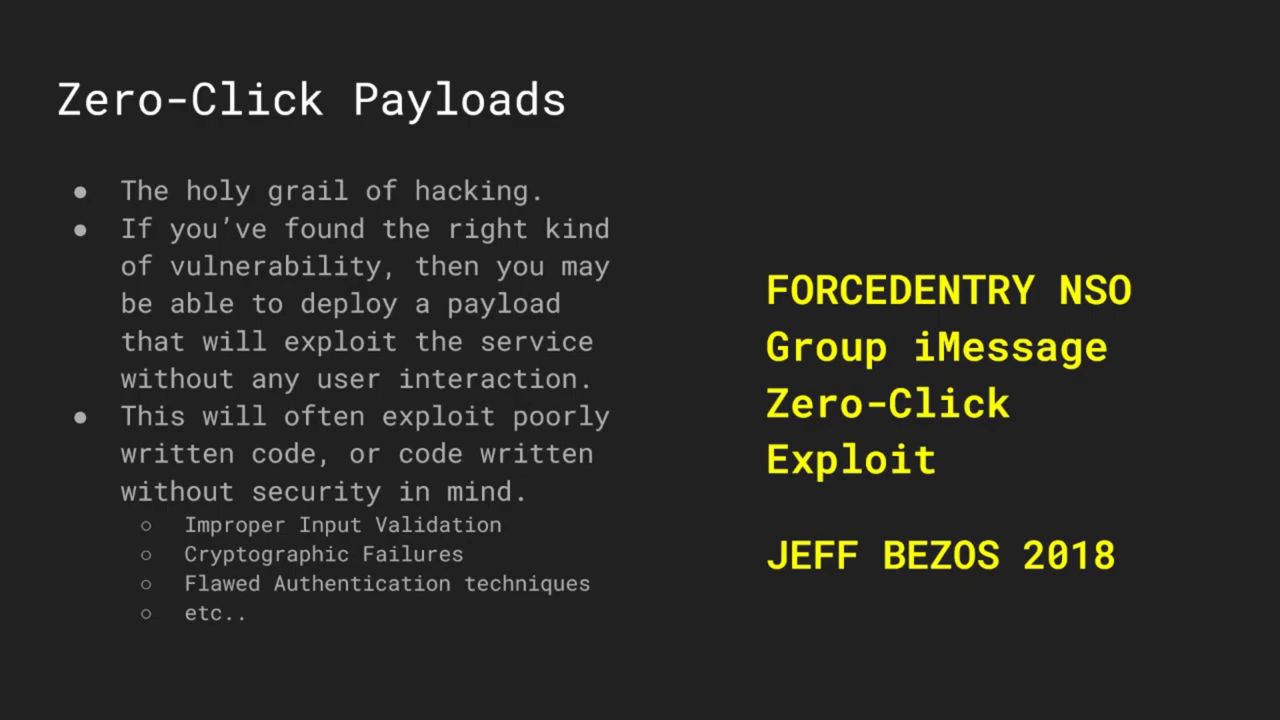 Zero-Click Payloads
● The holy grail of hacking.
● If you’ve found the right kind
of vulnerability, then you may
be able to deploy a payload
that will exploit the service
without any user interaction.
● This will often exploit poorly
written code, or code written
without security in mind.
○ Improper Input Validation
○ Cryptographic Failures
○ Flawed Authentication techniques
○ etc..
FORCEDENTRY NSO
Group iMessage
Zero-Click
Exploit
JEFF BEZOS 2018